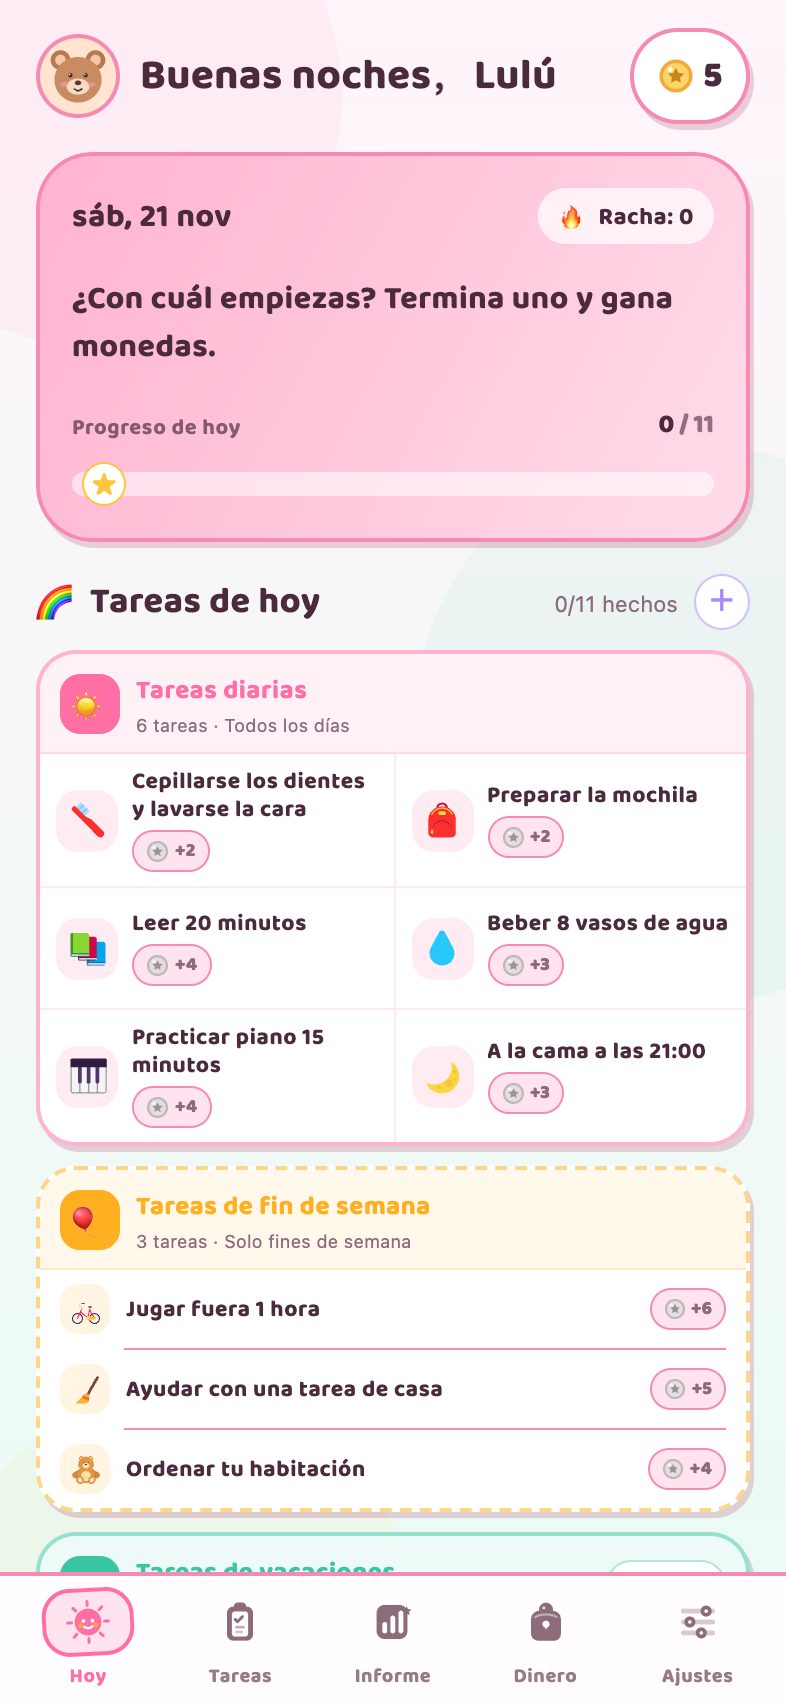 Buenas noches, Lulú
5
sáb, 21 nov
Racha: 0
¿Con cuál empiezas? Termina uno y gana
monedas.
Progreso de hoy
0 / 11
Tareas de hoy
0/11 hechos
+
Tareas diarias
6 tareas · Todos los días
Cepillarse los dientes
y lavarse la cara
+2
Preparar la mochila
+2
Leer 20 minutos
+4
Beber 8 vasos de agua
+3
Practicar piano 15
minutos
+4
A la cama a las 21:00
+3
Tareas de fin de semana
3 tareas · Solo fines de semana
Jugar fuera 1 hora
+6
Ayudar con una tarea de casa
+5
Ordenar tu habitación
+4
Tareas de vacaciones
Hoy
Tareas
Informe
Dinero
Ajustes